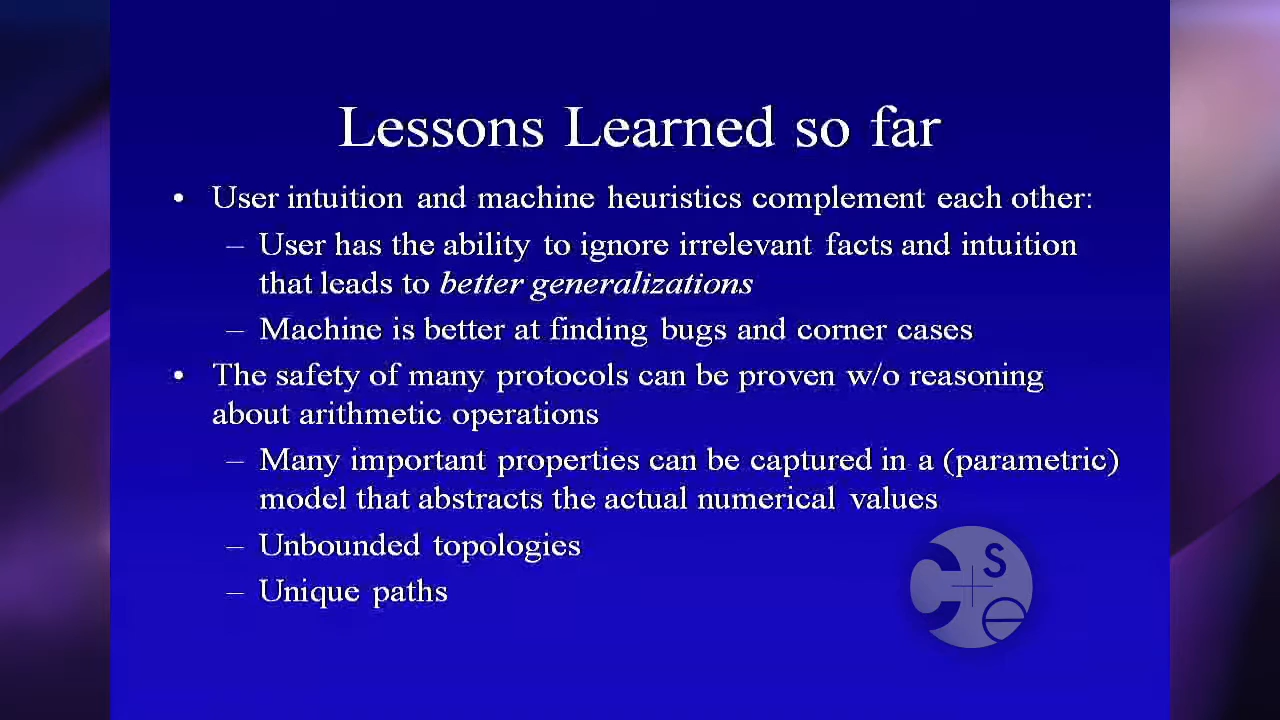 Lessons Learned so far
• User intuition and machine heuristics complement each other:
– User has the ability to ignore irrelevant facts and intuition
that leads to better generalizations
– Machine is better at finding bugs and corner cases
• The safety of many protocols can be proven w/o reasoning
about arithmetic operations
– Many important properties can be captured in a (parametric)
model that abstracts the actual numerical values
– Unbounded topologies
– Unique paths
C s e